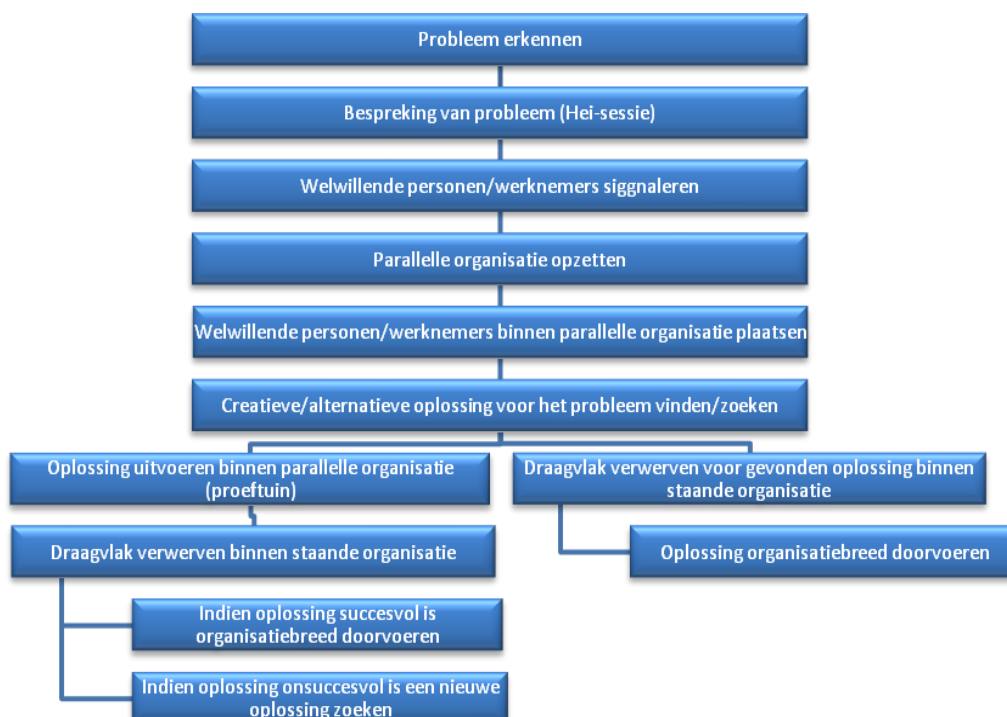 Probleem erkennen
Bespreking van probleem (Hei-sessie)
Welwillende personen/werknemers siggnaleren
Parallelle organisatie opzetten
Welwillende personen/werknemers binnen parallelle organisatie plaatsen
Creatieve/alternatieve oplossing voor het probleem vinden/zoeken
Oplossing uitvoeren binnen parallelle organisatie
(proeftuin)
Draagvlak verwerven binnen staande organisatie
Indien oplossing succesvol is
organisatiebreed doorvoeren
Indien oplossing onsuccesvol is een nieuwe
oplossing zoeken
Draagvlak verwerven voor gevonden oplossing binnen
staande organisatie
Oplossing organisatiebreed doorvoeren